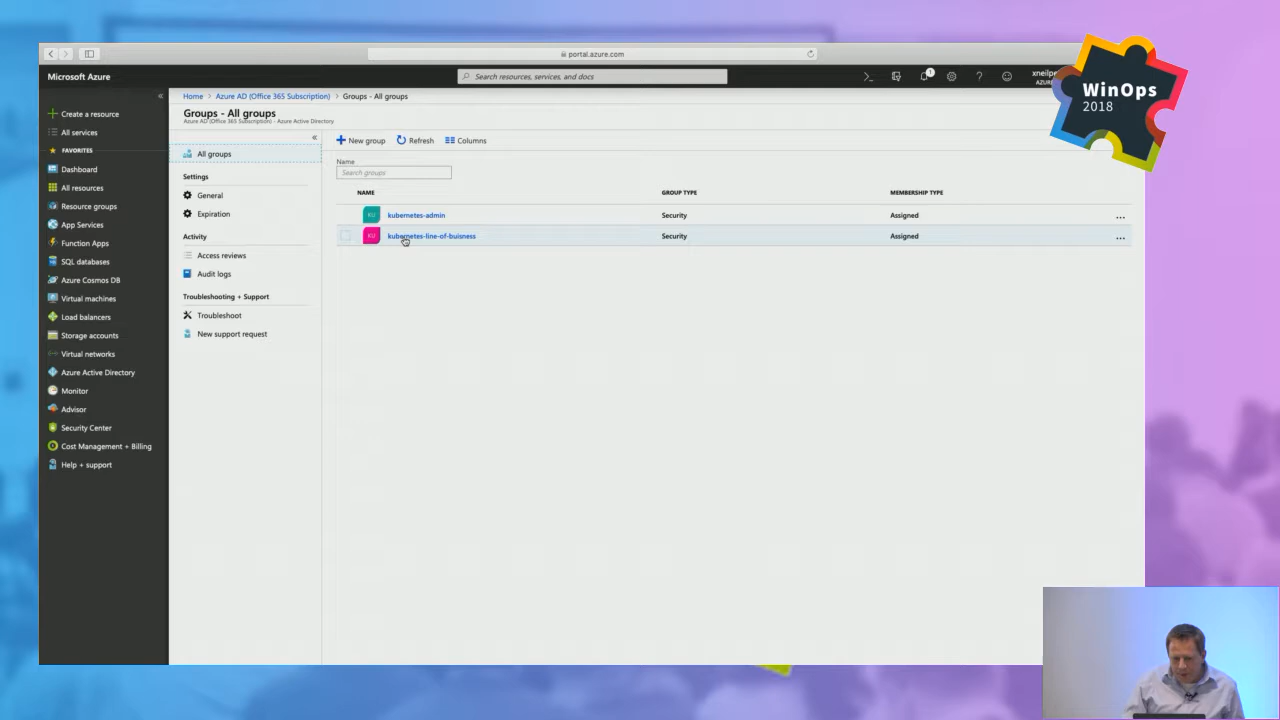 portal.azure.com
Microsoft Azure
Search resources, services, and docs
1
WinOps
2018
Create a resource
All services
FAVORITES
Dashboard
All resources
Resource groups
App Services
Function Apps
SQL databases
Azure Cosmos DB
Virtual machines
Load balancers
Storage accounts
Virtual networks
Azure Active Directory
Monitor
Advisor
Security Center
Cost Management + Billing
Help + support
Home > Azure AD (Office 365 Subscription) > Groups - All groups
Groups - All groups
Azure AD (Office 365 Subscription) - Azure Active Directory
All groups
Settings
General
Expiration
Activity
Access reviews
Audit logs
Troubleshooting + Support
Troubleshoot
New support request
New group Refresh Columns
Name
Search groups
NAME GROUP TYPE MEMBERSHIP TYPE
KU kubernetes-admin Security Assigned
KU kubernetes-line-of-buisness Security Assigned